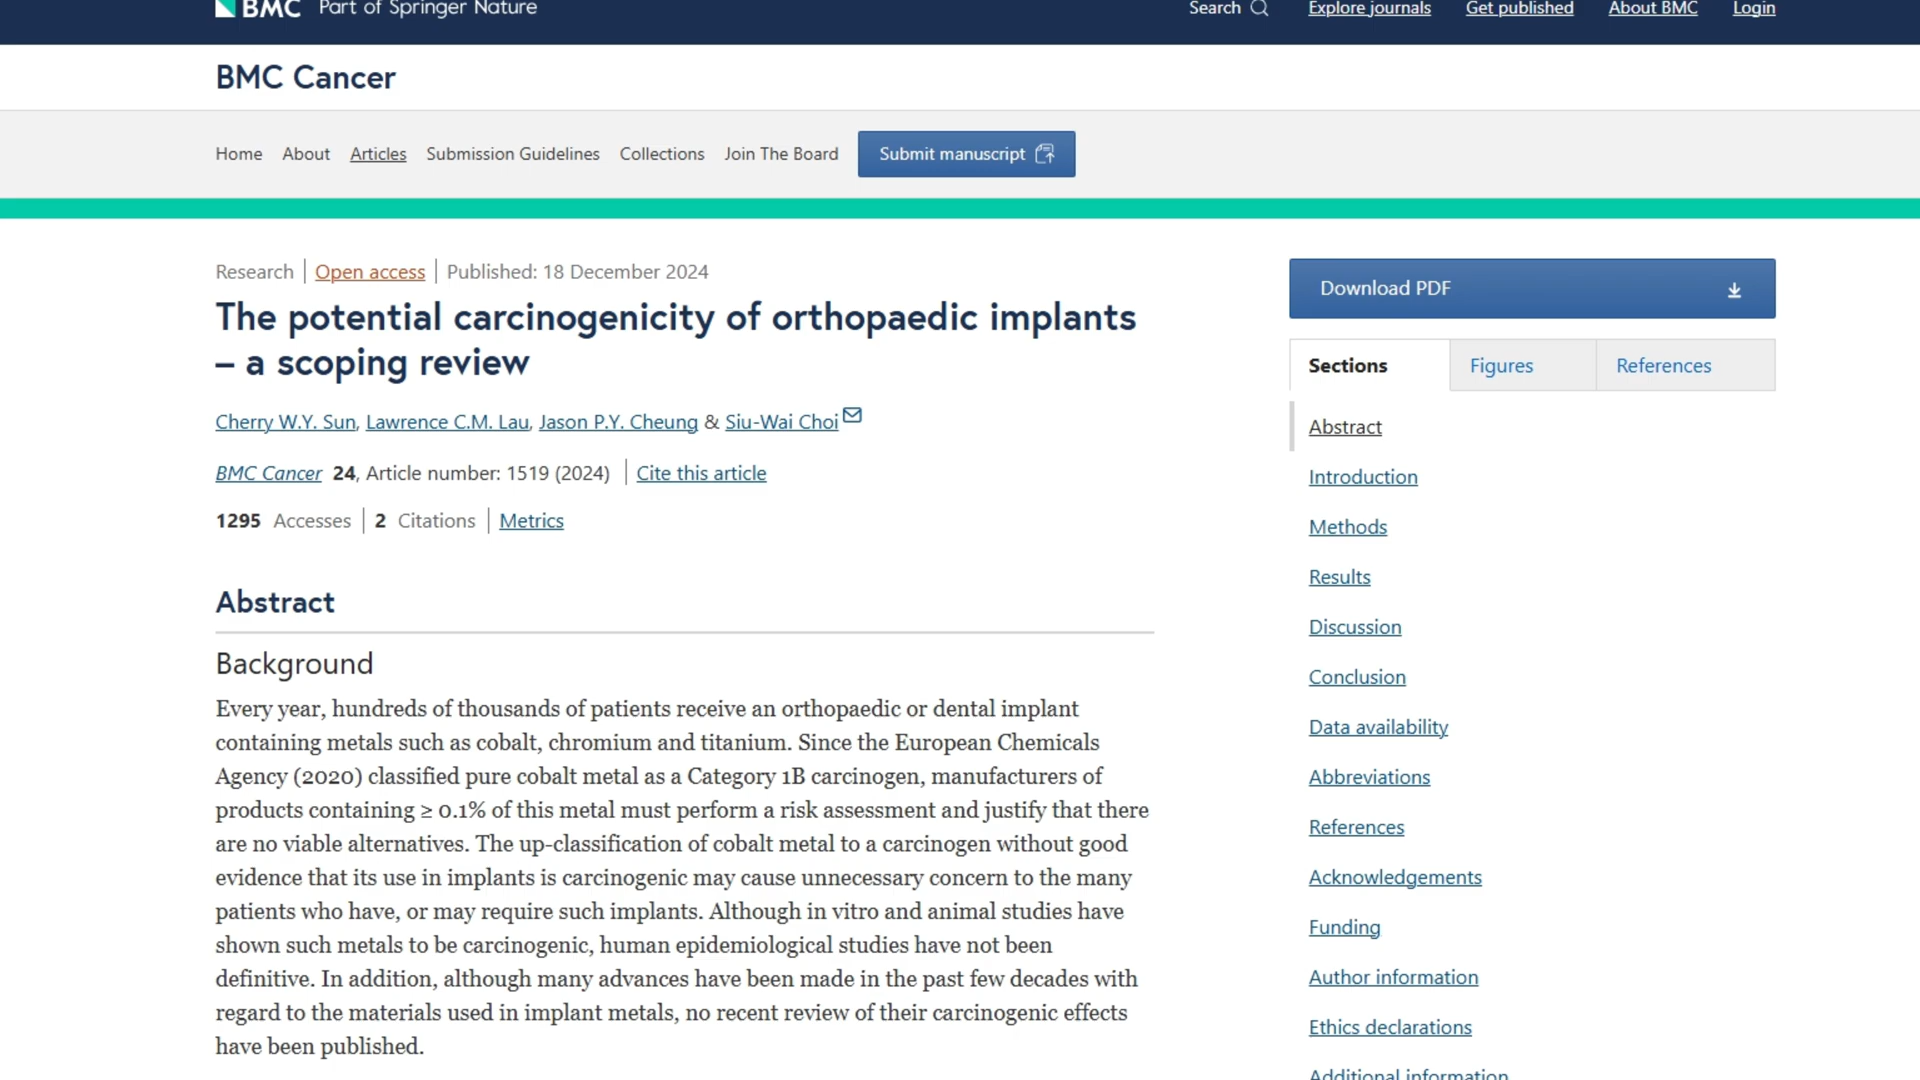 BMC Part of Springer Nature
Search Explore journals Get published About BMC Login
BMC Cancer
Home About Articles Submission Guidelines Collections Join The Board Submit manuscript
Research Open access Published: 18 December 2024
The potential carcinogenicity of orthopaedic implants
– a scoping review
Cherry W.Y. Sun, Lawrence C.M. Lau, Jason P.Y. Cheung & Siu-Wai Choi
BMC Cancer 24, Article number: 1519 (2024) Cite this article
1295 Accesses 2 Citations Metrics
Abstract
Background
Every year, hundreds of thousands of patients receive an orthopaedic or dental implant
containing metals such as cobalt, chromium and titanium. Since the European Chemicals
Agency (2020) classified pure cobalt metal as a Category 1B carcinogen, manufacturers of
products containing ≥ 0.1% of this metal must perform a risk assessment and justify that there
are no viable alternatives. The up-classification of cobalt metal to a carcinogen without good
evidence that its use in implants is carcinogenic may cause unnecessary concern to the many
patients who have, or may require such implants. Although in vitro and animal studies have
shown such metals to be carcinogenic, human epidemiological studies have not been
definitive. In addition, although many advances have been made in the past few decades with
regard to the materials used in implant metals, no recent review of their carcinogenic effects
have been published.
Download PDF
Sections Figures References
Abstract
Introduction
Methods
Results
Discussion
Conclusion
Data availability
Abbreviations
References
Acknowledgements
Funding
Author information
Ethics declarations
Additional information